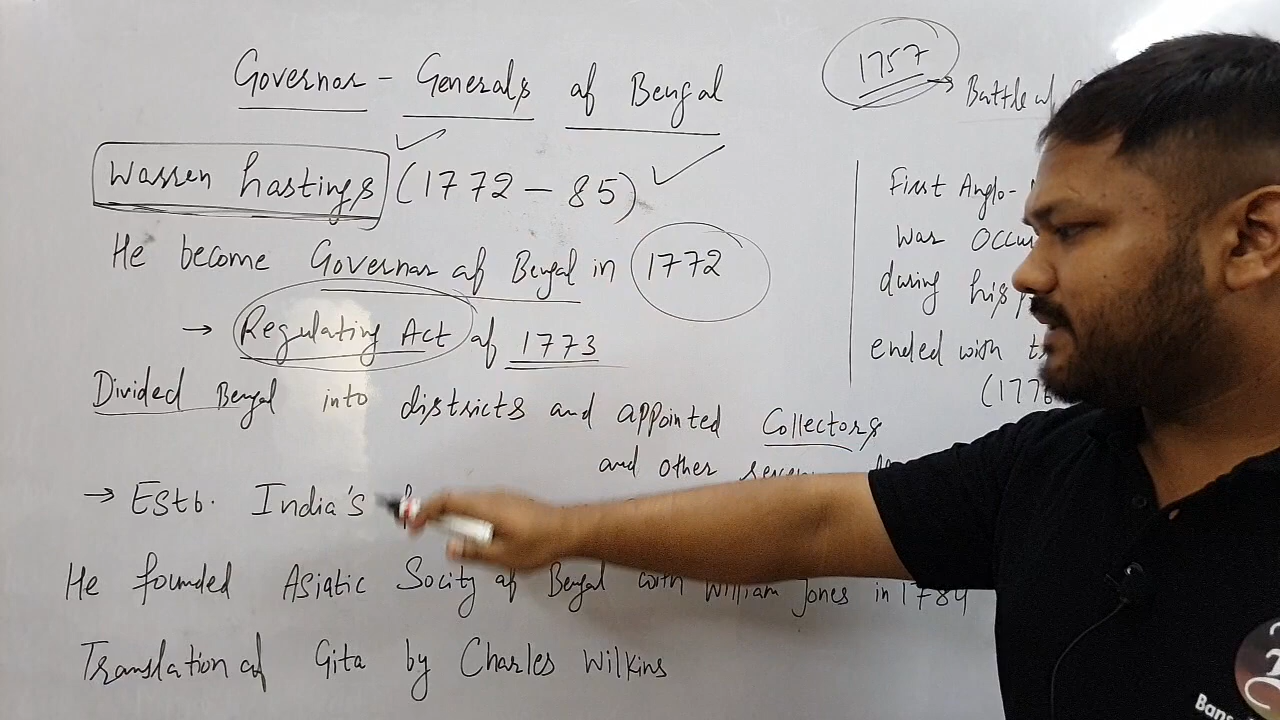 Governor - Generals of Bengal
Warren hastings (1772 - 85)
He become Governor of Bengal in 1772
→ Regulating Act of 1773
Divided Bengal into districts and appointed Collectors
and other
→ Estb. India's
He founded Asiatic Socity of Bengal with William Jones in 1784
Translation of Gita by Charles Wilkins
1757
→ Battle of
First Anglo-
War
during his
ended with